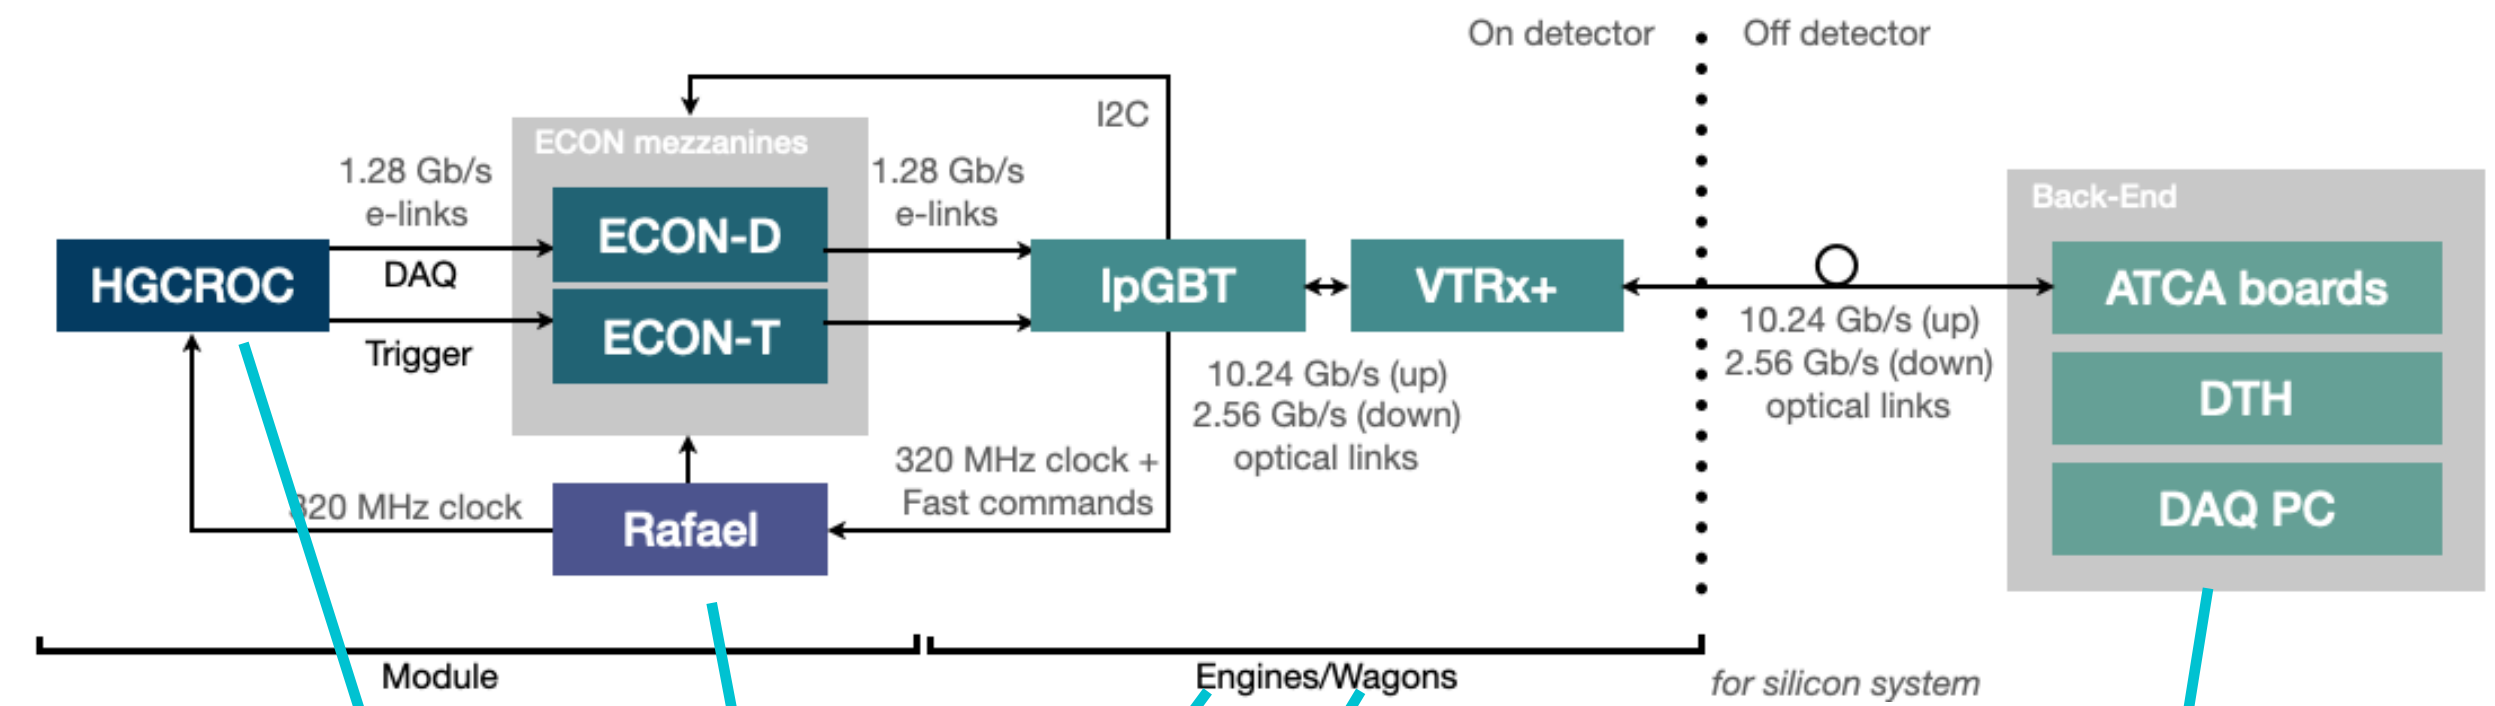 On detector
Off detector
I2C
ECON mezzanines
1.28 Gb/s
e-links
1.28 Gb/s
e-links
Back-End
HGCROC
DAQ
Trigger
ECON-D
ECON-T
lpGBT
VTRx+
ATCA boards
DTH
DAQ PC
10.24 Gb/s (up)
2.56 Gb/s (down)
optical links
10.24 Gb/s (up)
2.56 Gb/s (down)
optical links
320 MHz clock +
Fast commands
320 MHz clock
Rafael
Module
Engines/Wagons
for silicon system